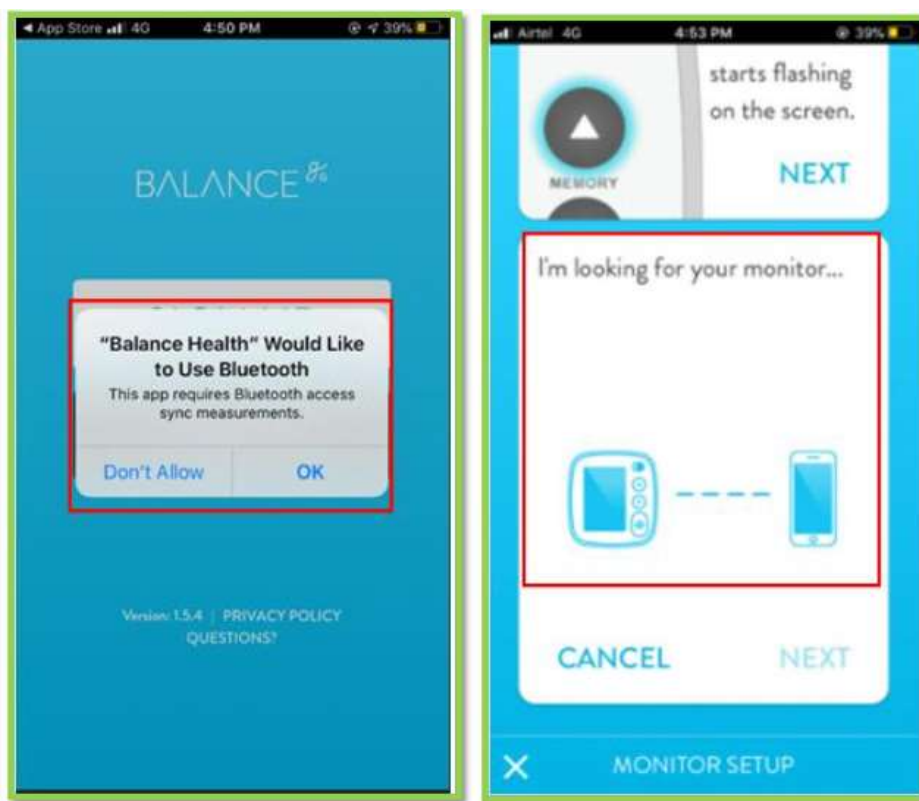 App Store 4G 4:50 PM 39%
BALANCE
"Balance Health" Would Like
to Use Bluetooth
This app requires Bluetooth access
sync measurements.
Don't Allow OK
Version: 1.5.4 | PRIVACY POLICY
QUESTIONS?
Airtel 4G 4:53 PM 39%
starts flashing
on the screen.
MEMORY
NEXT
I'm looking for your monitor...
CANCEL NEXT
MONITOR SETUP